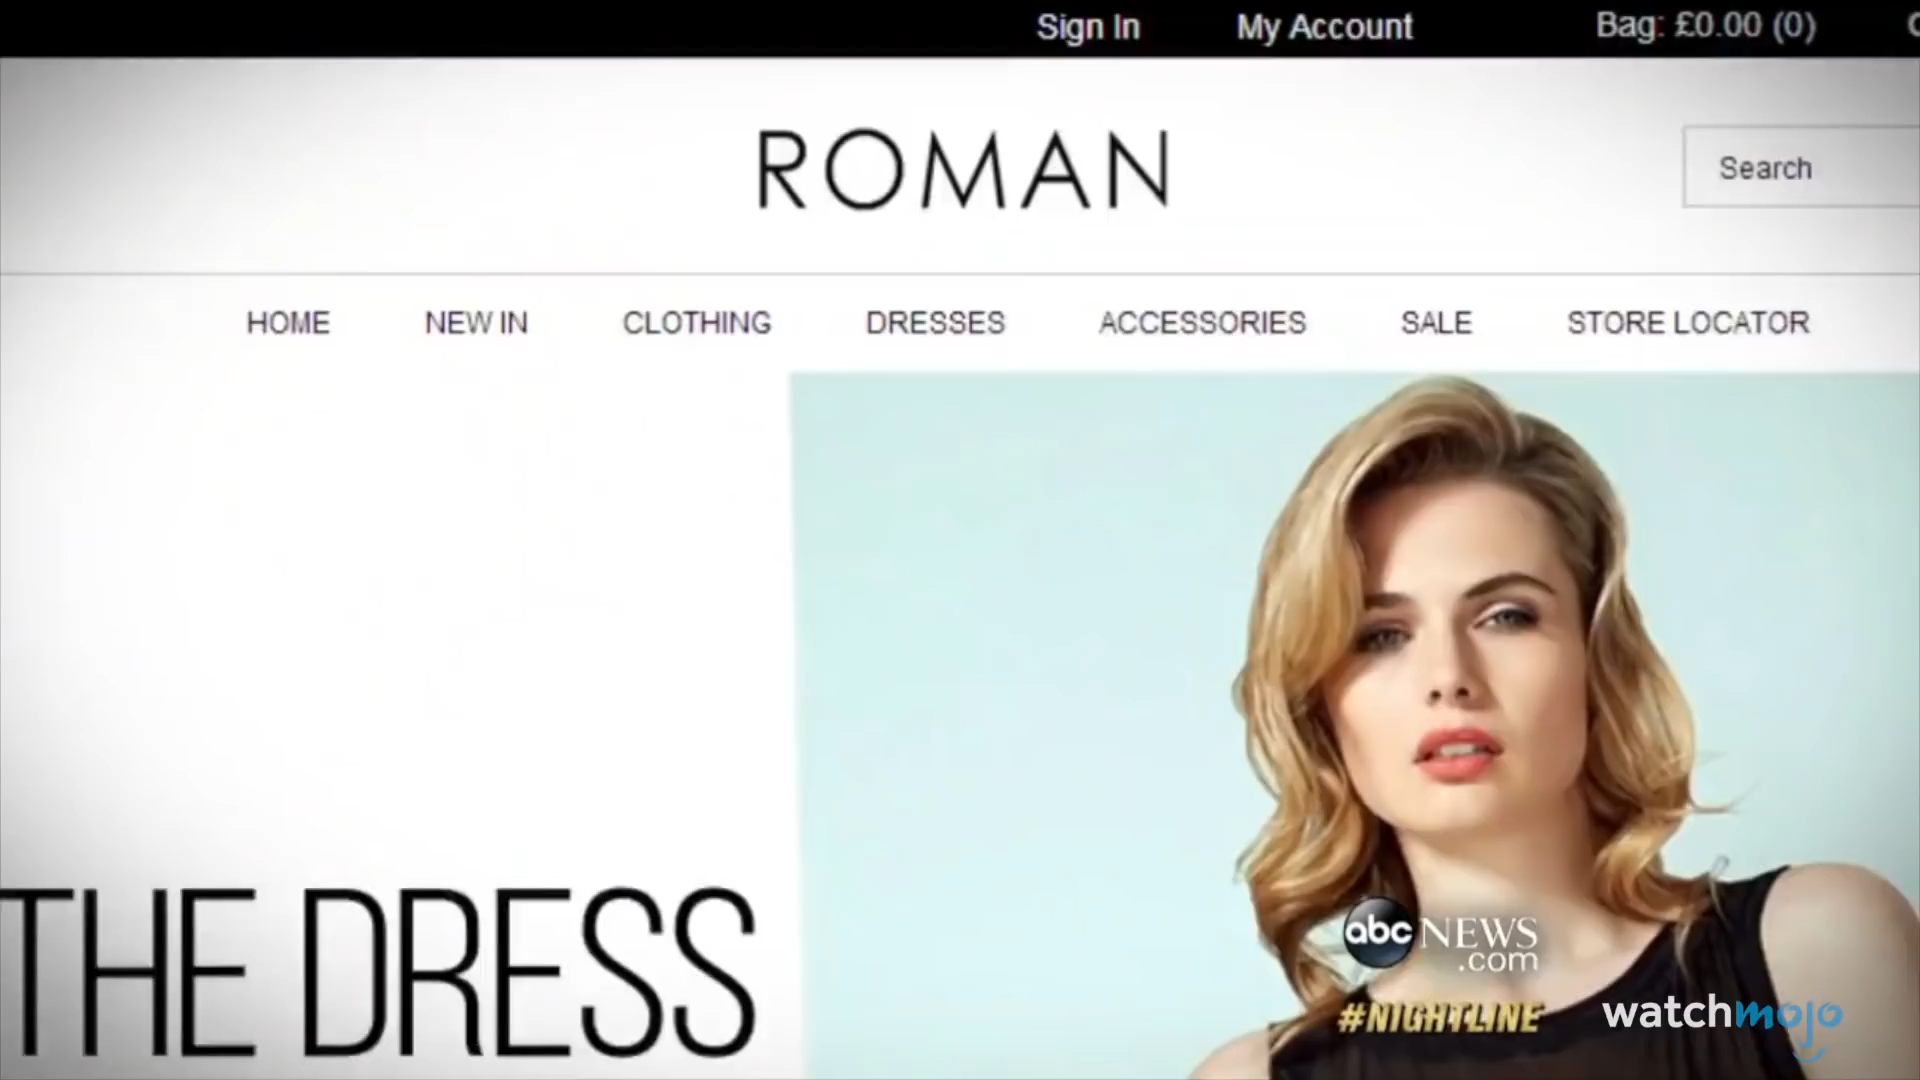 Sign In My Account Bag: £0.00 (0)
ROMAN
Search
HOME NEW IN CLOTHING DRESSES ACCESSORIES SALE STORE LOCATOR
THE DRESS
abc NEWS
.com
#NIGHTLINE
watchmojo